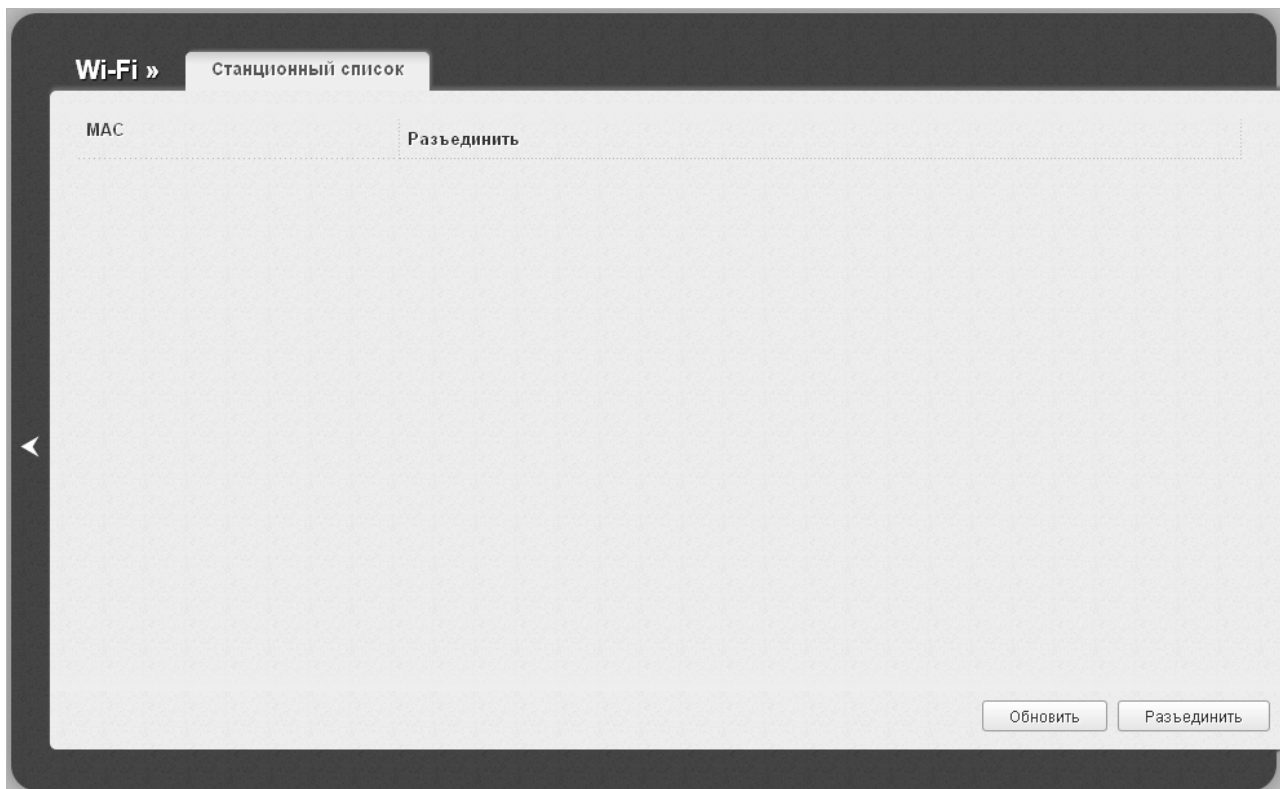 Wi-Fi »
Станционный список
MAC
Разъединить
Обновить
Разъединить